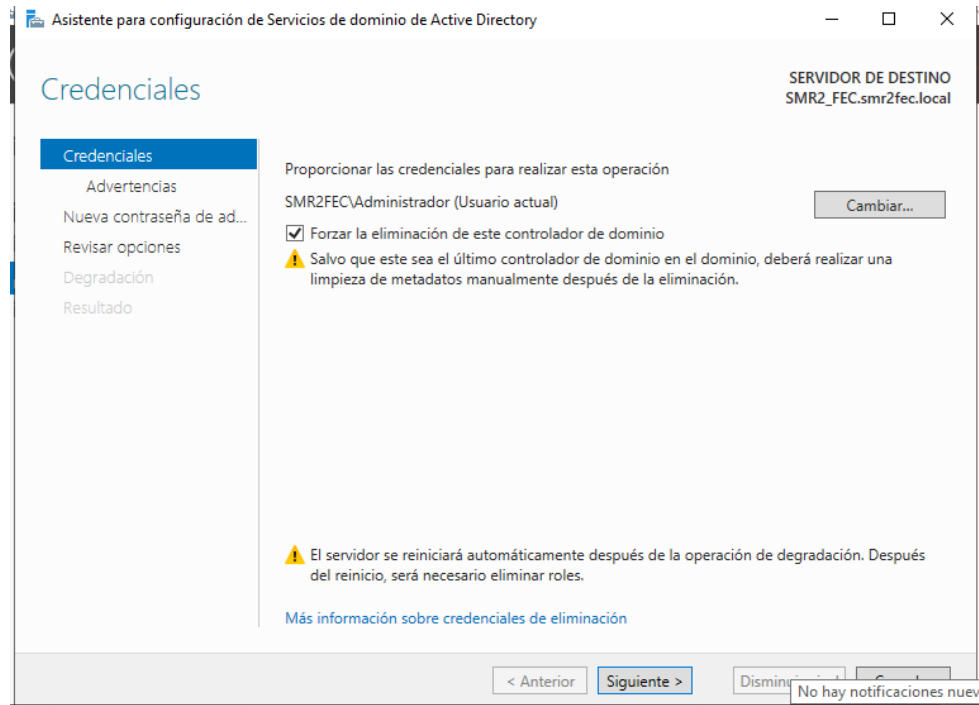 Asistente para configuración de Servicios de dominio de Active Directory
Credenciales
SERVIDOR DE DESTINO
SMR2_FEC.smr2fec.local
Credenciales
Advertencias
Nueva contraseña de ad...
Revisar opciones
Degradación
Resultado
Proporcionar las credenciales para realizar esta operación
SMR2FEC\Administrador (Usuario actual)
Cambiar...
Forzar la eliminación de este controlador de dominio
Salvo que este sea el último controlador de dominio en el dominio, deberá realizar una
limpieza de metadatos manualmente después de la eliminación.
El servidor se reiniciará automáticamente después de la operación de degradación. Después
del reinicio, será necesario eliminar roles.
Más información sobre credenciales de eliminación
< Anterior
Siguiente >
No hay notificaciones nuev